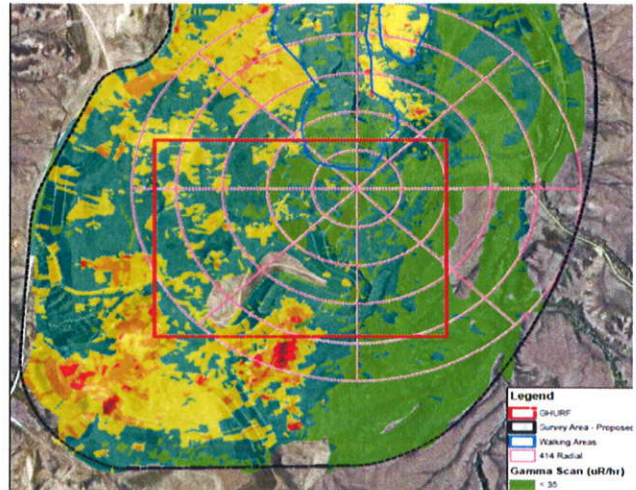 Legend
GHURF
Survey Area - Proposed
Walking Areas
414 Radial
Gamma Scan (uR/hr)
< 35